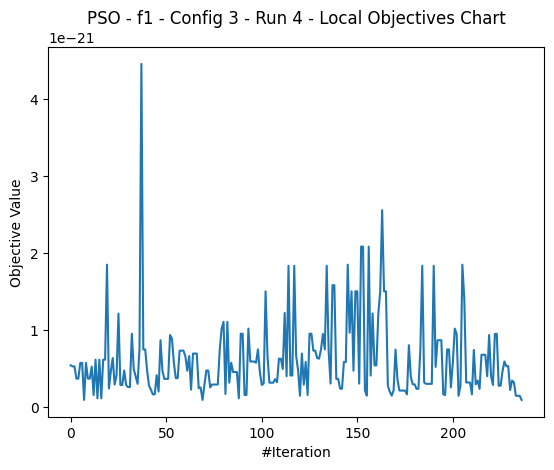 PSO - f1 - Config 3 - Run 4 - Local Objectives Chart
1e−21
4
3
2
1
0
Objective Value
0 50 100 150 200
#Iteration